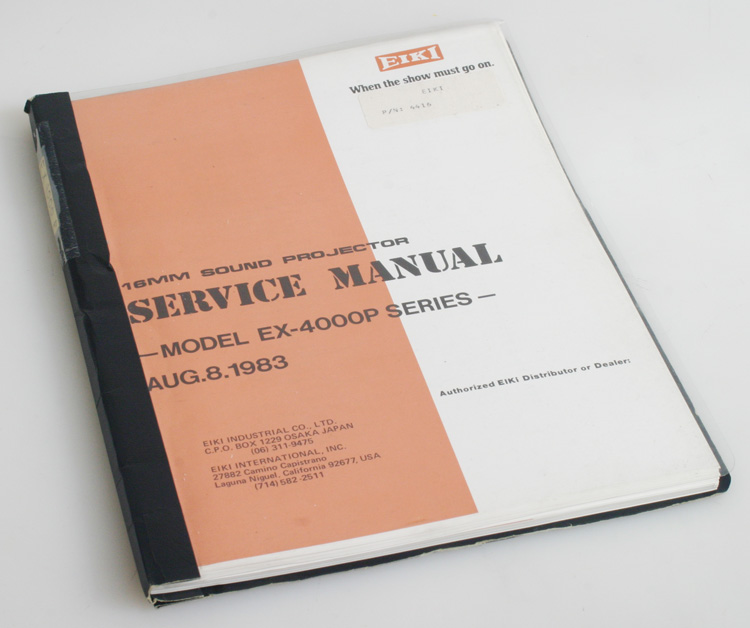 EIKI
When the show must go on.
EIKI
P/N: 4416
16MM SOUND PROJECTOR
SERVICE MANUAL
—MODEL EX-4000P SERIES—
AUG.8.1983
Authorized EIKI Distributor or Dealer:
EIKI INDUSTRIAL CO., LTD.
C.P.O. BOX 1229 OSAKA JAPAN
(06) 311-9475
EIKI INTERNATIONAL, INC.
27882 Camino Capistrano
Laguna Niguel, California 92677, USA
(714) 582-2511